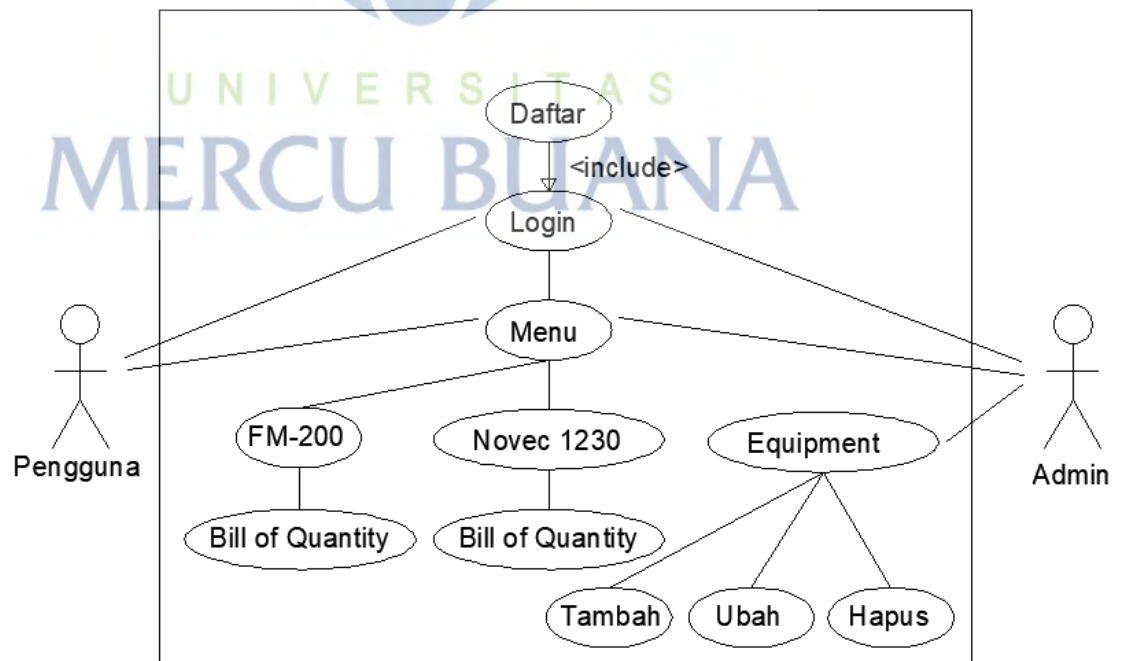 UNIVERSITAS
MERCU BUANA
Daftar
<include>
Login
Menu
FM-200
Novec 1230
Equipment
Pengguna
Admin
Bill of Quantity
Bill of Quantity
Tambah
Ubah
Hapus